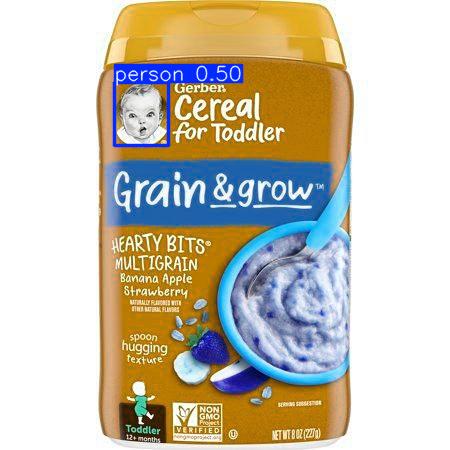 person 0.50
Gerber®
Cereal
for Toddler
Grain & grow™
HEARTY BITS®
MULTIGRAIN
Banana Apple
Strawberry
NATURALLY FLAVORED WITH
OTHER NATURAL FLAVORS
spoon
hugging
texture
SERVING SUGGESTION
Toddler
12+ months
NON
GMO
Project
VERIFIED
nongmoproject.org
U
NET WT 8 OZ (227g)